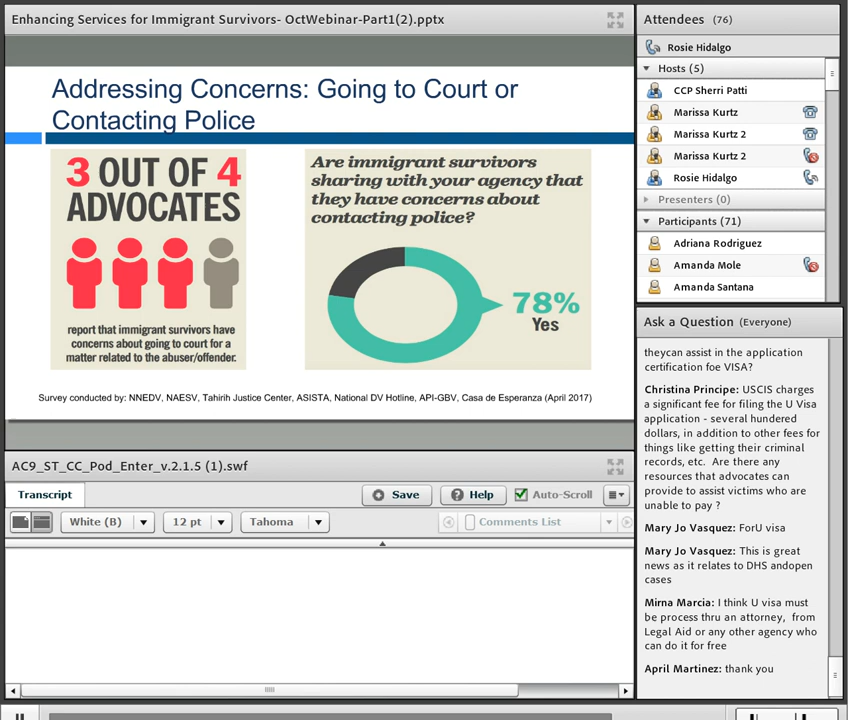 Enhancing Services for Immigrant Survivors- OctWebinar-Part1(2).pptx
Addressing Concerns: Going to Court or
Contacting Police
3 OUT OF 4
ADVOCATES
report that immigrant survivors have
concerns about going to court for a
matter related to the abuser/offender.
Are immigrant survivors
sharing with your agency that
they have concerns about
contacting police?
78%
Yes
Survey conducted by: NNEDV, NAESV, Tahirih Justice Center, ASISTA, National DV Hotline, API-GBV, Casa de Esperanza (April 2017)
AC9_ST_CC_Pod_Enter_v.2.1.5 (1).swf
Transcript
Save
Help
Auto-Scroll
White (B)
12 pt
Tahoma
Comments List
Attendees (76)
Rosie Hidalgo
Hosts (5)
CCP Sherri Patti
Marissa Kurtz
Marissa Kurtz 2
Marissa Kurtz 2
Rosie Hidalgo
Presenters (0)
Participants (71)
Adriana Rodriguez
Amanda Mole
Amanda Santana
Ask a Question (Everyone)
theycan assist in the application
certification foe VISA?
Christina Principe: USCIS charges
a significant fee for filing the U Visa
application - several hundered
dollars, in addition to other fees for
things like getting their criminal
records, etc. Are there any
resources that advocates can
provide to assist victims who are
unable to pay ?
Mary Jo Vasquez: ForU visa
Mary Jo Vasquez: This is great
news as it relates to DHS andopen
cases
Mirna Marcia: I think U visa must
be process thru an attorney, from
Legal Aid or any other agency who
can do it for free
April Martinez: thank you